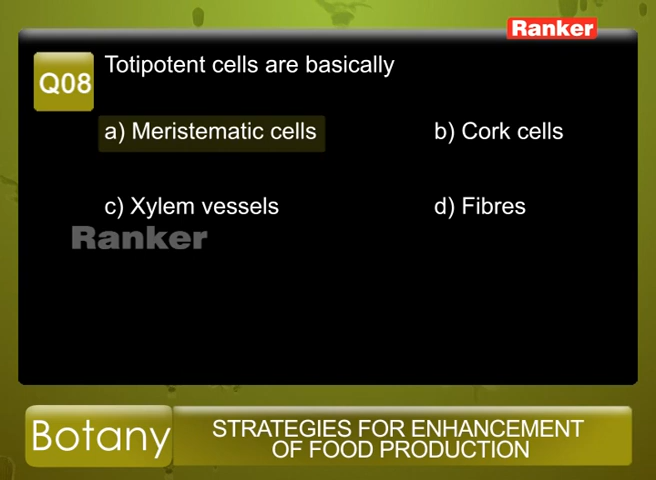 Ranker
Q08
Totipotent cells are basically
a) Meristematic cells
b) Cork cells
c) Xylem vessels
d) Fibres
Ranker
Botany
STRATEGIES FOR ENHANCEMENT
OF FOOD PRODUCTION